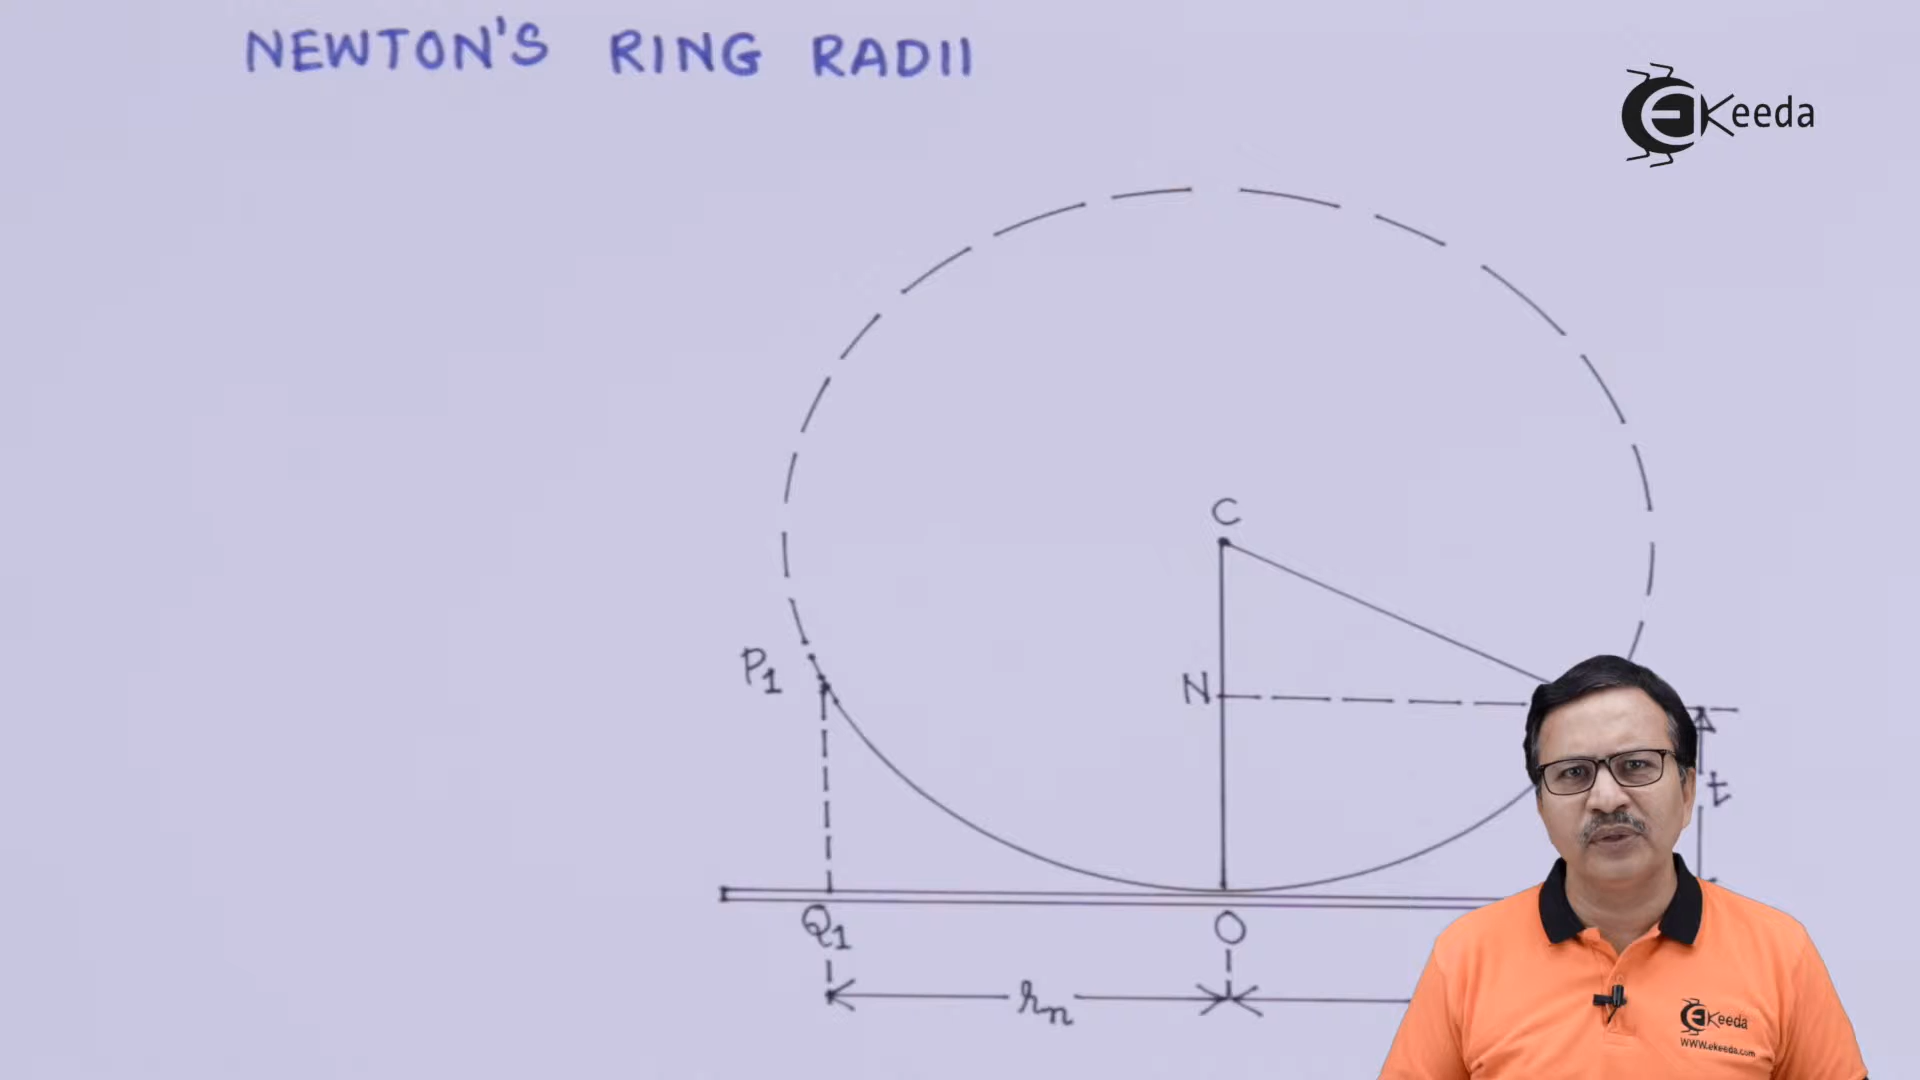 NEWTON'S RING RADII
eKeeda
C
P1
N
t
Q1
O
rn
eKeeda
WWW.ekeeda.com